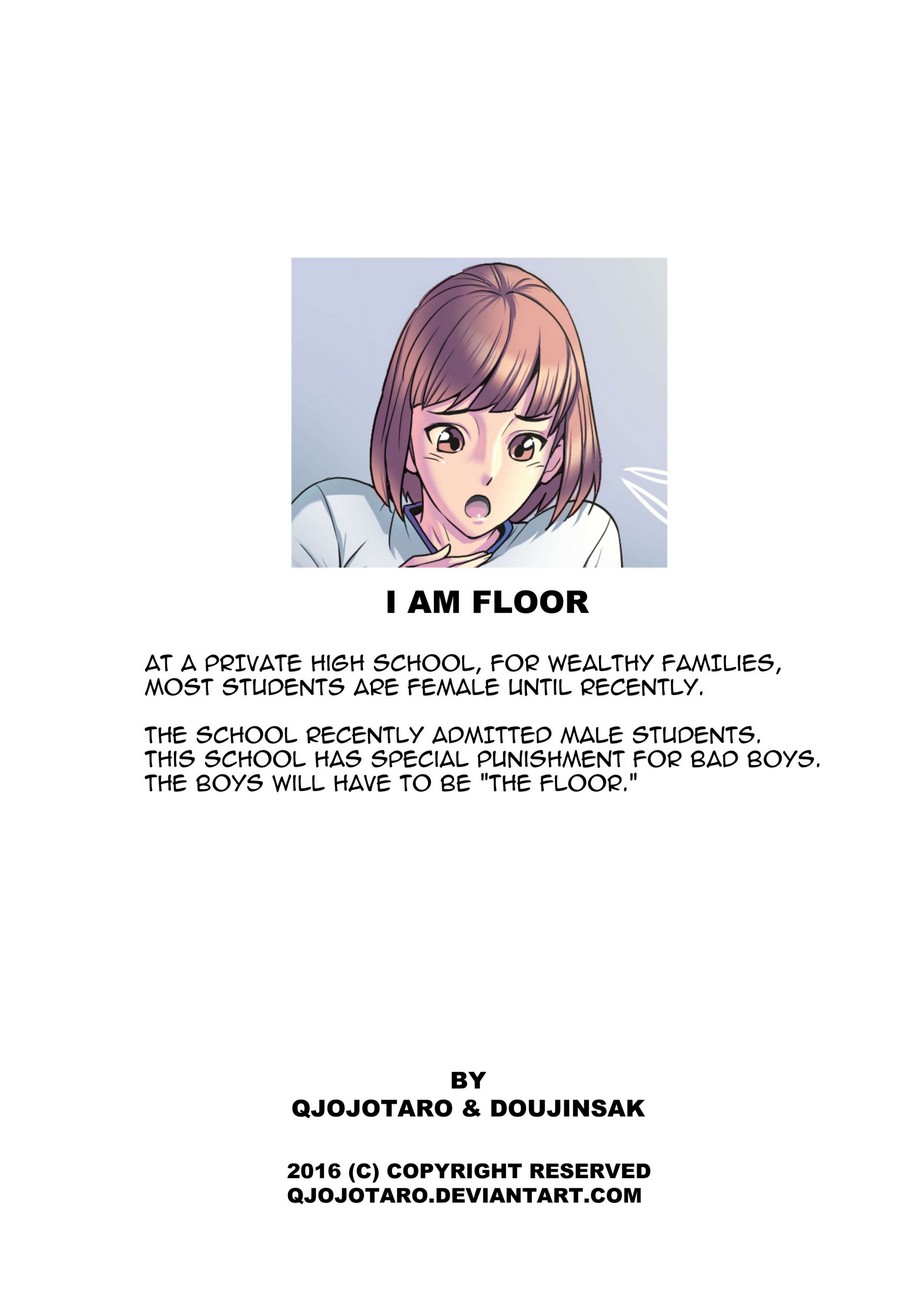 I AM FLOOR
AT A PRIVATE HIGH SCHOOL, FOR WEALTHY FAMILIES,
MOST STUDENTS ARE FEMALE UNTIL RECENTLY.
THE SCHOOL RECENTLY ADMITTED MALE STUDENTS.
THIS SCHOOL HAS SPECIAL PUNISHMENT FOR BAD BOYS.
THE BOYS WILL HAVE TO BE "THE FLOOR."
BY
QJOJOTARO & DOUJINSAK
2016 (C) COPYRIGHT RESERVED
QJOJOTARO.DEVIANTART.COM